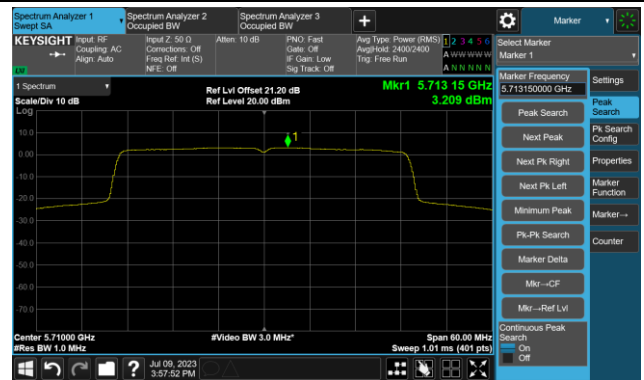 Spectrum Analyzer 1
Swept SA
Spectrum Analyzer 2
Occupied BW
Spectrum Analyzer 3
Occupied BW
Marker
KEYSIGHT
Input: RF
Coupling: AC
Align: Auto
Input Z: 50 Ω
Corrections: Off
Freq Ref: Int (S)
NFE: Off
Atten: 10 dB
PNO: Fast
Gate: Off
IF Gain: Low
Sig Track: Off
Avg Type: Power (RMS)
Avg|Hold: 2400/2400
Trig: Free Run
1 2 3 4 5 6
A W W W W W
A N N N N N
Select Marker
Marker 1
1 Spectrum
Scale/Div 10 dB
Log
Ref Lvl Offset 21.20 dB
Ref Level 20.00 dBm
Mkr1 5.713 15 GHz
3.209 dBm
1
10.0
0.00
-10.0
-20.0
-30.0
-40.0
-50.0
-60.0
-70.0
Center 5.71000 GHz
#Res BW 1.0 MHz
#Video BW 3.0 MHz*
Span 60.00 MHz
Sweep 1.01 ms (401 pts)
Marker Frequency
5.713150000 GHz
Peak Search
Next Peak
Next Pk Right
Next Pk Left
Minimum Peak
Pk-Pk Search
Marker Delta
Mkr→CF
Mkr→Ref Lvl
Continuous Peak
Search
On
Off
Settings
Peak
Search
Pk Search
Config
Properties
Marker
Function
Marker→
Counter
Jul 09, 2023
3:57:52 PM